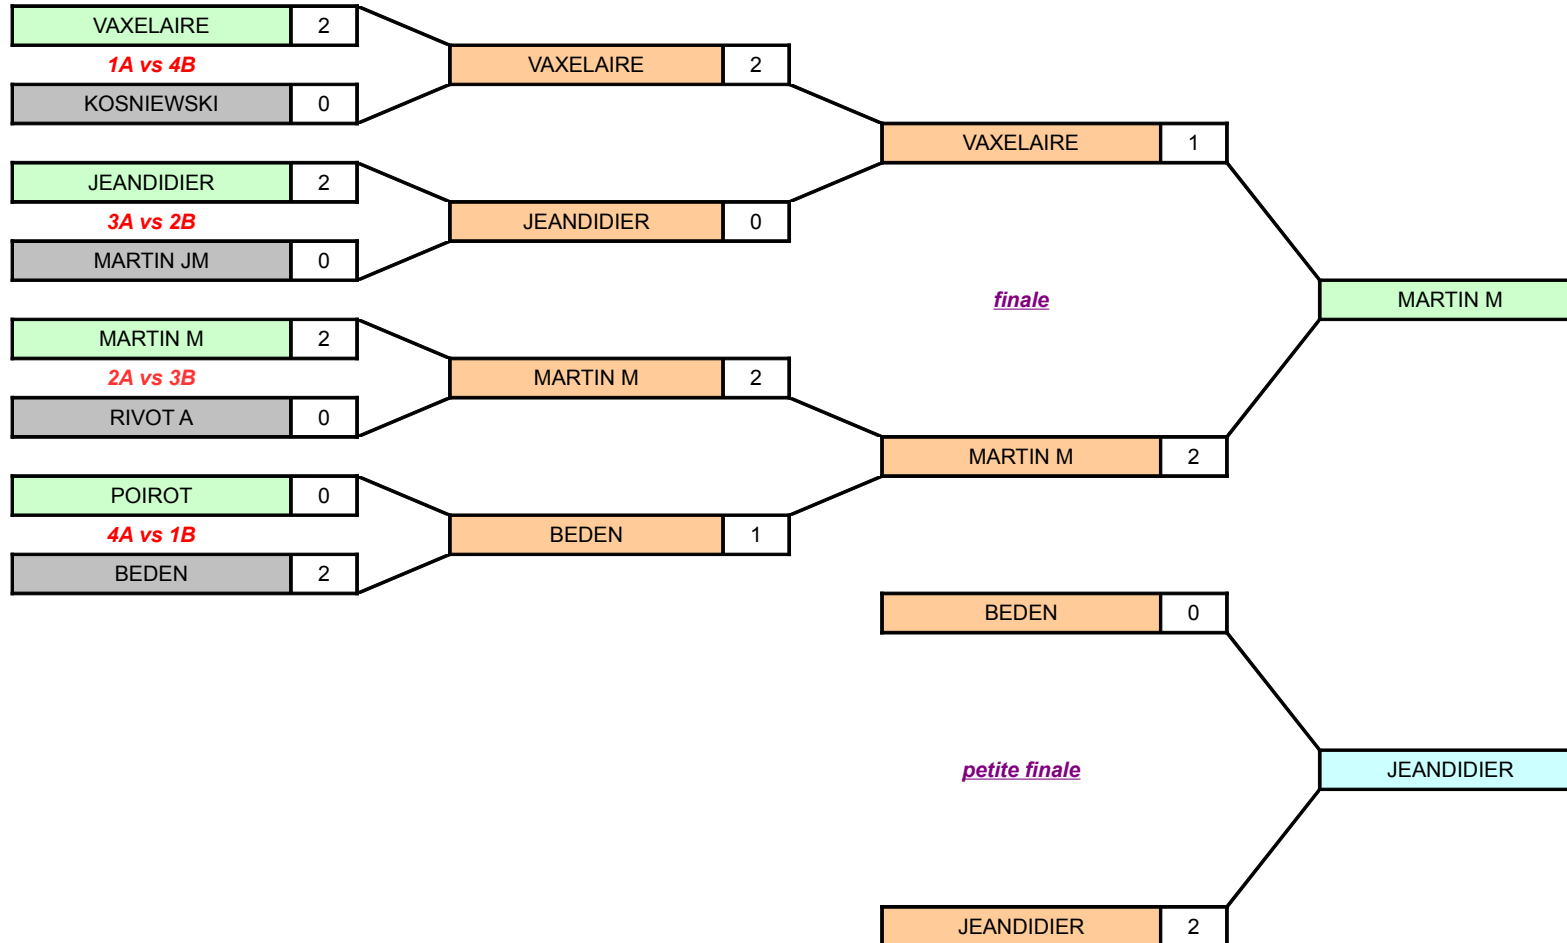 VAXELAIRE 2
1A vs 4B
KOSNIEWSKI 0
JEANDIDIER 2
3A vs 2B
MARTIN JM 0
MARTIN M 2
2A vs 3B
RIVOT A 0
POIROT 0
4A vs 1B
BEDEN 2
VAXELAIRE 2
JEANDIDIER 0
MARTIN M 2
BEDEN 1
VAXELAIRE 1
finale
MARTIN M 2
MARTIN M
BEDEN 0
petite finale
JEANDIDIER 2
JEANDIDIER